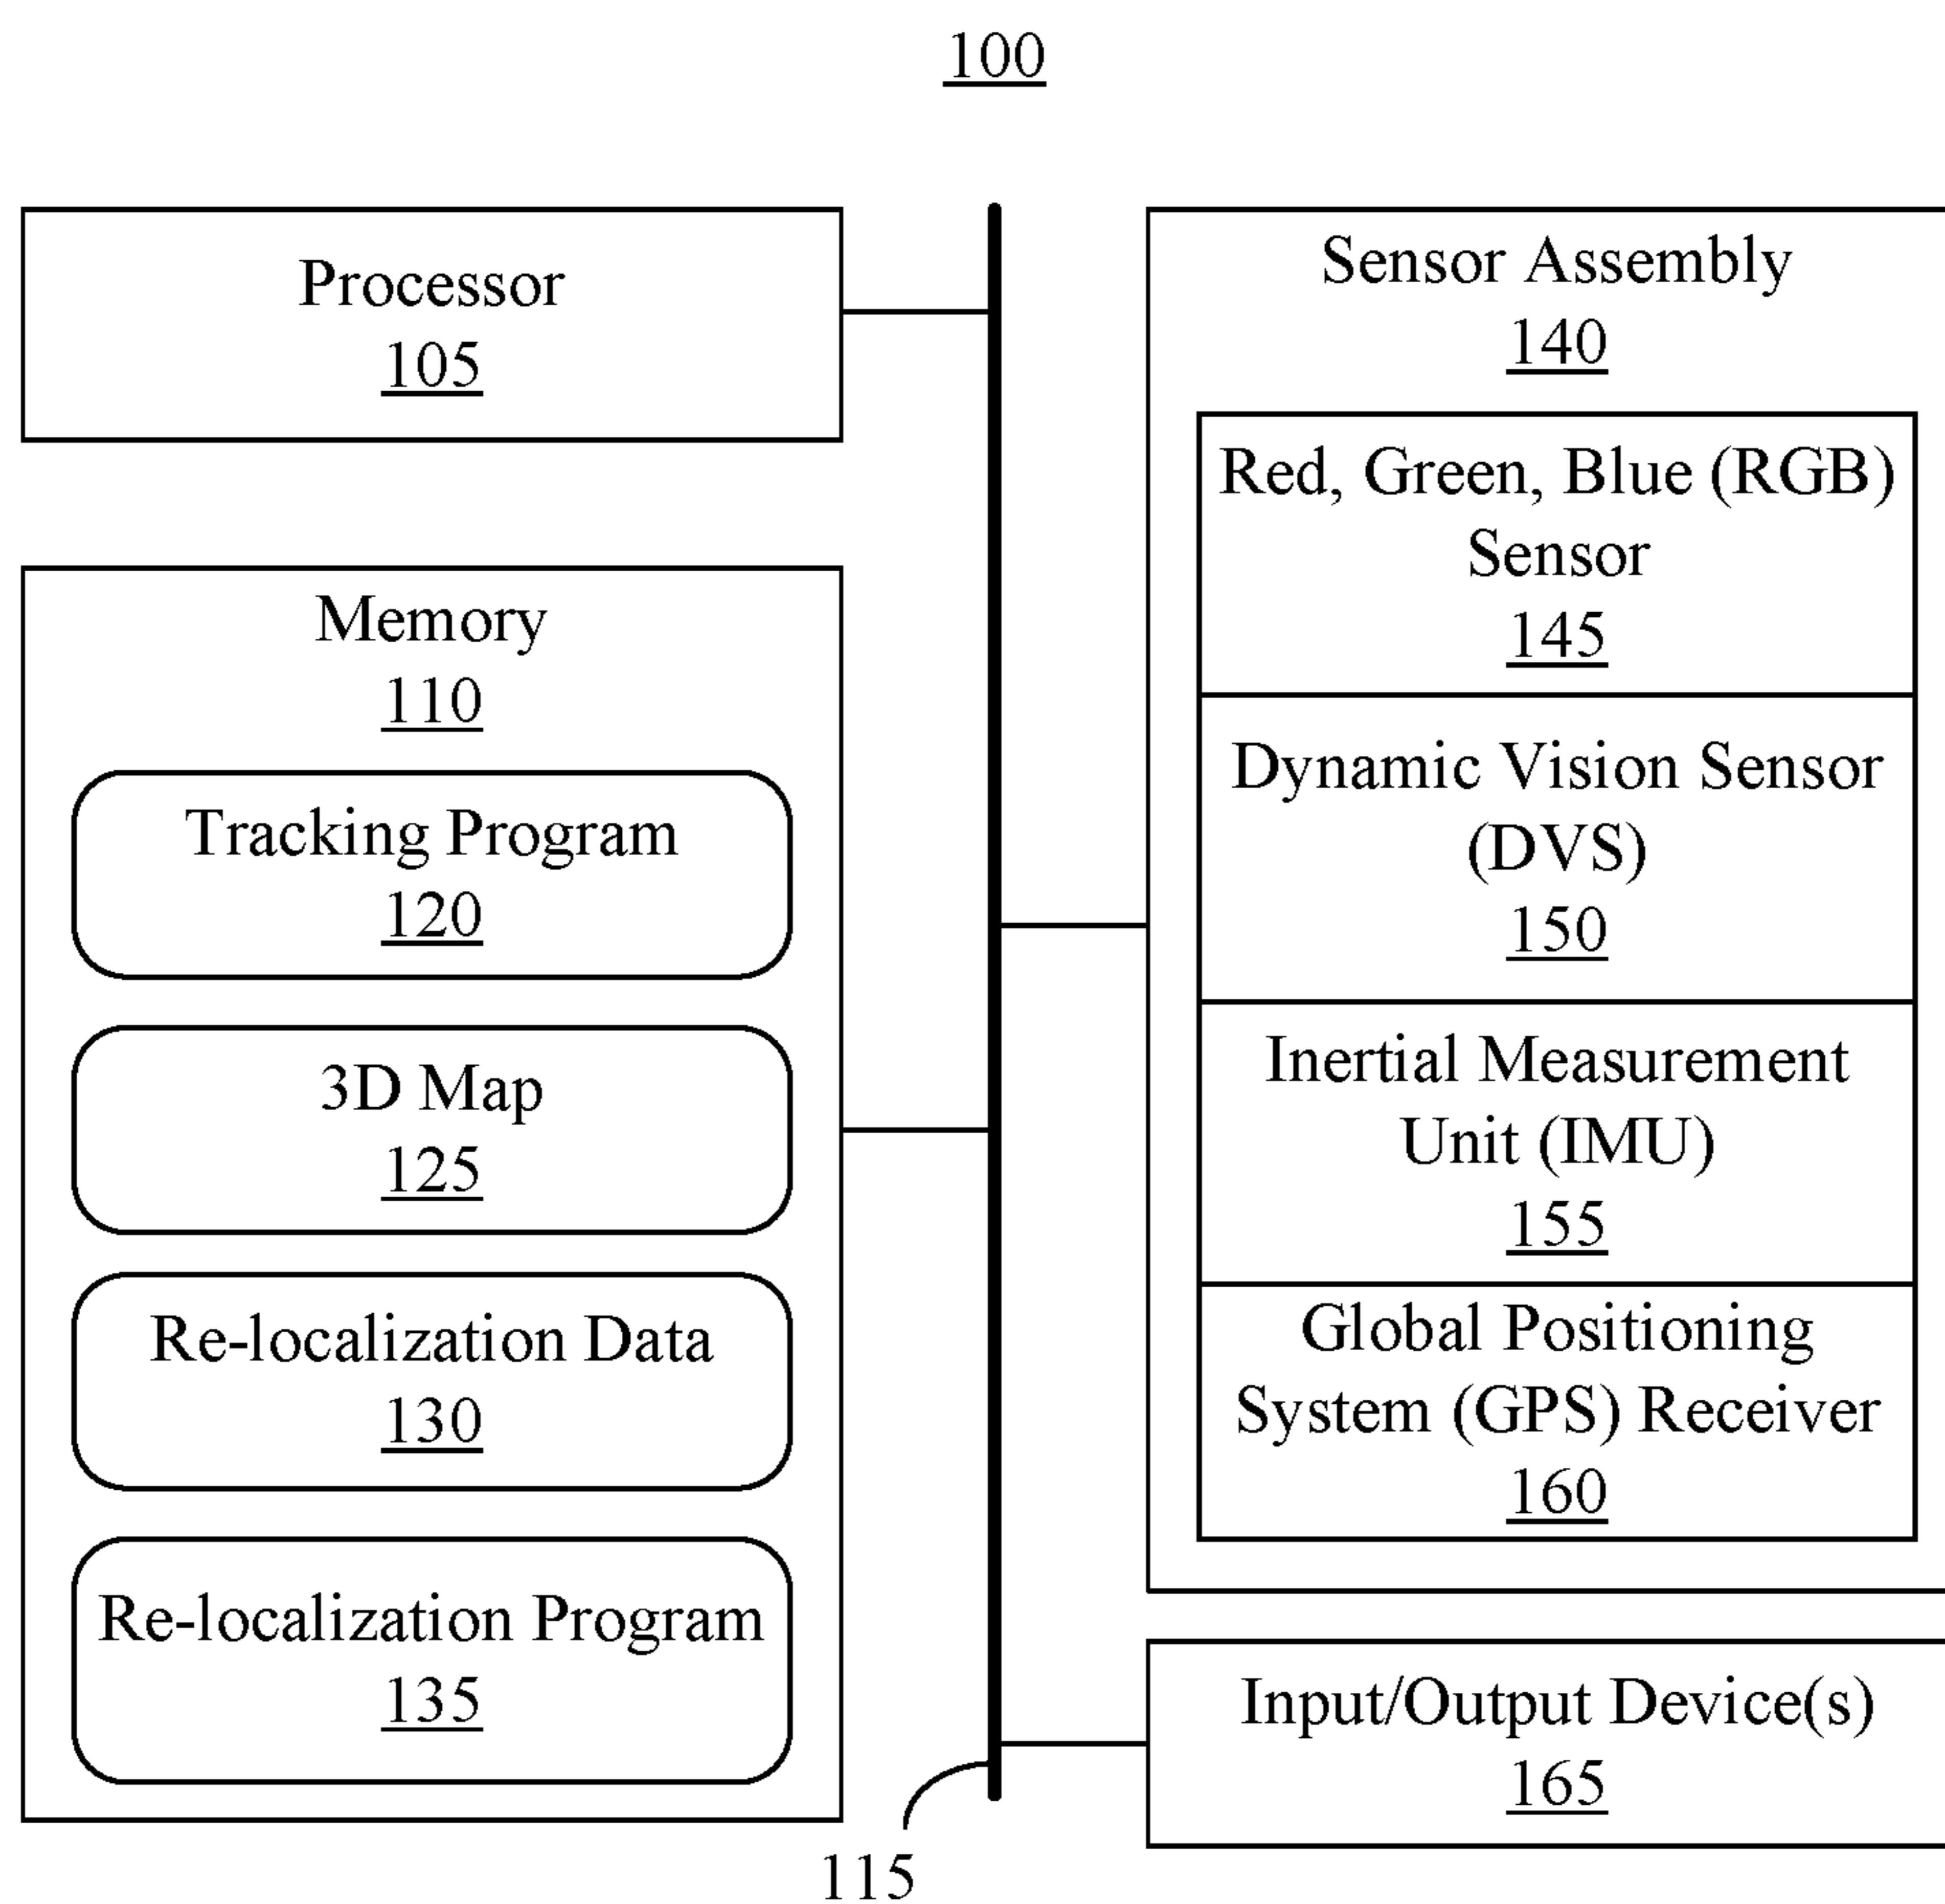 100
Processor
105
Memory
110
Tracking Program
120
3D Map
125
Re-localization Data
130
Re-localization Program
135
115
Sensor Assembly
140
Red, Green, Blue (RGB)
Sensor
145
Dynamic Vision Sensor
(DVS)
150
Inertial Measurement
Unit (IMU)
155
Global Positioning
System (GPS) Receiver
160
Input/Output Device(s)
165